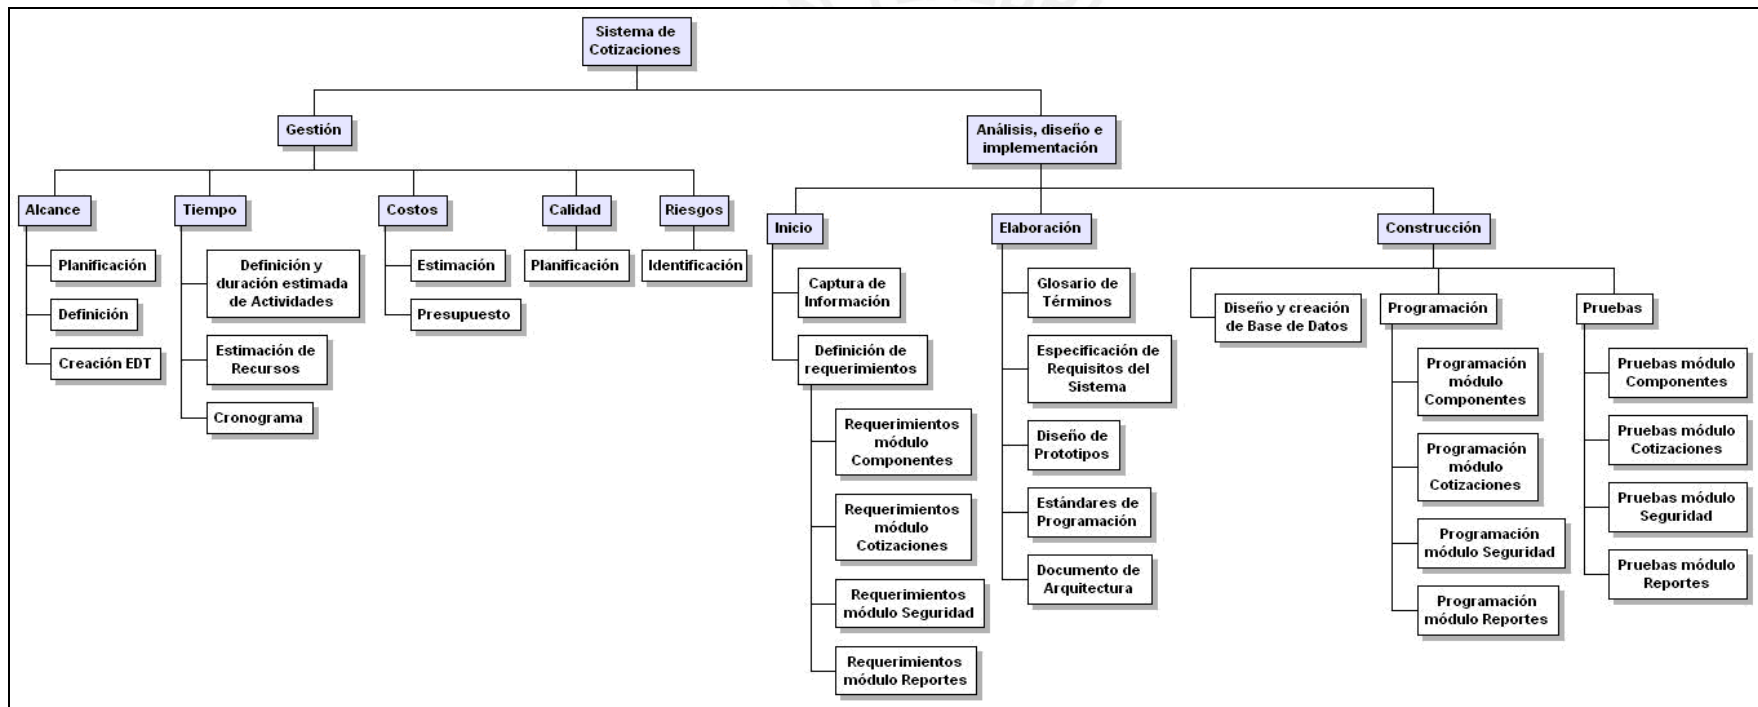 Sistema de
Cotizaciones
Gestión
Análisis, diseño e
implementación
Alcance
Tiempo
Costos
Calidad
Riesgos
Planificación
Definición
Creación EDT
Definición y
duración estimada
de Actividades
Estimación de
Recursos
Cronograma
Estimación
Presupuesto
Planificación
Identificación
Inicio
Elaboración
Construcción
Captura de
Información
Definición de
requerimientos
Requerimientos
módulo
Componentes
Requerimientos
módulo
Cotizaciones
Requerimientos
módulo Seguridad
Requerimientos
módulo Reportes
Glosario de
Términos
Especificación de
Requisitos del
Sistema
Diseño de
Prototipos
Estándares de
Programación
Documento de
Arquitectura
Diseño y creación
de Base de Datos
Programación
Programación
módulo
Componentes
Programación
módulo
Cotizaciones
Programación
módulo Seguridad
Programación
módulo Reportes
Pruebas
Pruebas módulo
Componentes
Pruebas módulo
Cotizaciones
Pruebas módulo
Seguridad
Pruebas módulo
Reportes